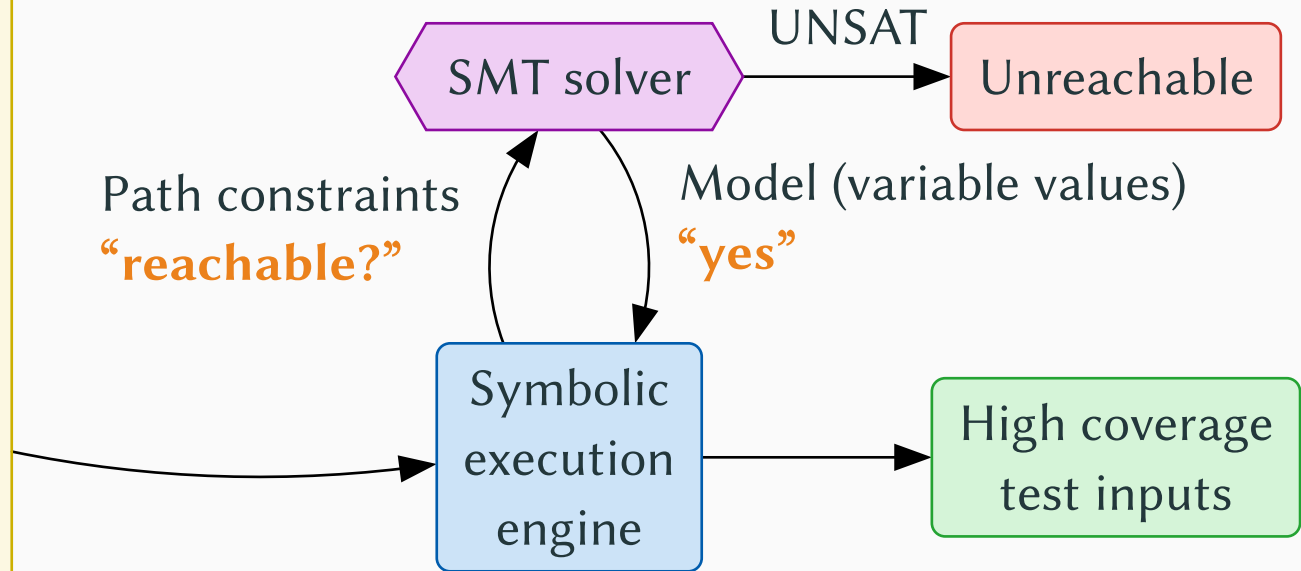 UNSAT
SMT solver
Unreachable
Path constraints
“reachable?”
Model (variable values)
“yes”
Symbolic
execution
engine
High coverage
test inputs